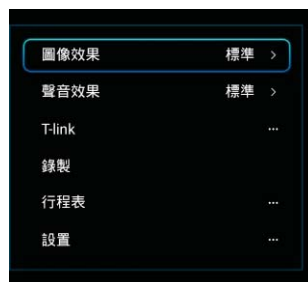 圖像效果 標準 >
聲音效果 標準 >
T-link ...
錄製
行程表 ...
設置 ...